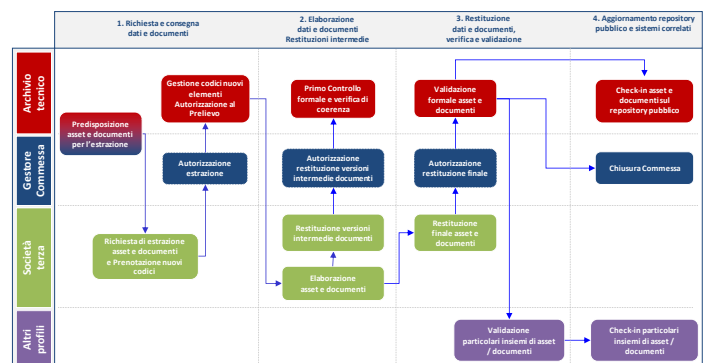 1. Richiesta e consegna
dati e documenti
2. Elaborazione
dati e documenti
Restituzioni intermedie
3. Restituzione
dati e documenti,
verifica e validazione
4. Aggiornamento repository
pubblico e sistemi correlati
Archivio
tecnico
Gestione codici nuovi
elementi
Autorizzazione al
Prelievo
Primo Controllo
formale e verifica di
coerenza
Validazione
formale asset e
documenti
Check-in asset e
documenti sul
repository pubblico
Predisposizione
asset e documenti
per l'estrazione
Gestore
Commessa
Autorizzazione
estrazione
Autorizzazione
restituzione versioni
intermedie documenti
Autorizzazione
restituzione finale
Chiusura Commessa
Società
terza
Richiesta di estrazione
asset e documenti
e Prenotazione nuovi
codici
Restituzione versioni
intermedie documenti
Restituzione
finale asset e
documenti
Elaborazione
asset e documenti
Altri
profili
Validazione
particolari insiemi di asset
/ documenti
Check-in particolari
insiemi di asset /
documenti